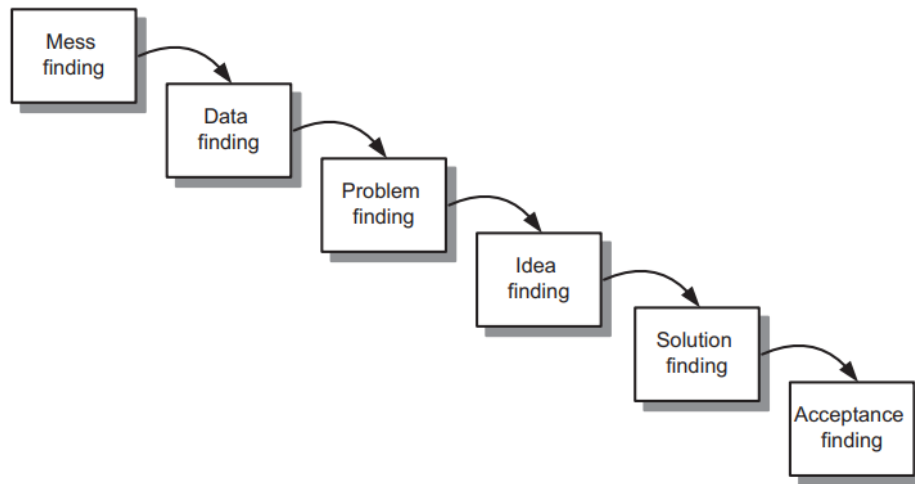 Mess
finding
Data
finding
Problem
finding
Idea
finding
Solution
finding
Acceptance
finding